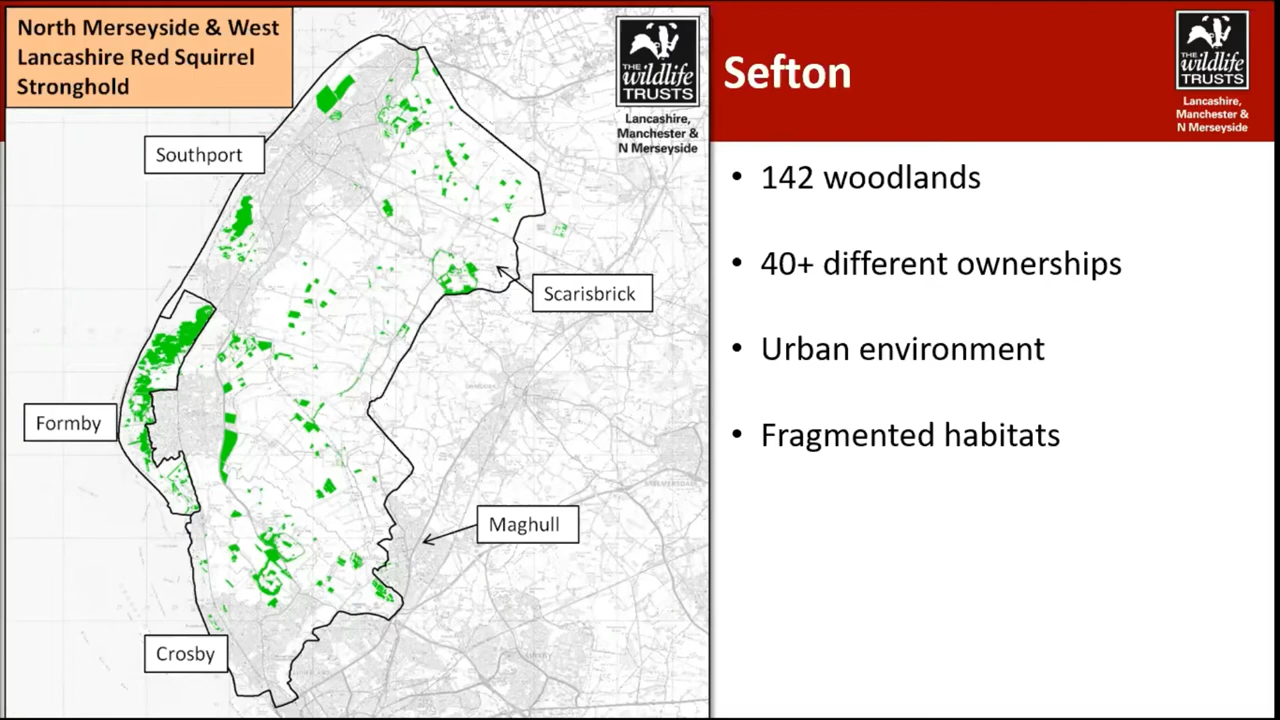 North Merseyside & West
Lancashire Red Squirrel
Stronghold
THE
wildlife
TRUSTS
Lancashire,
Manchester &
N Merseyside
Southport
Scarisbrick
Formby
Maghull
Crosby
Sefton
THE
wildlife
TRUSTS
Lancashire,
Manchester &
N Merseyside
• 142 woodlands
• 40+ different ownerships
• Urban environment
• Fragmented habitats